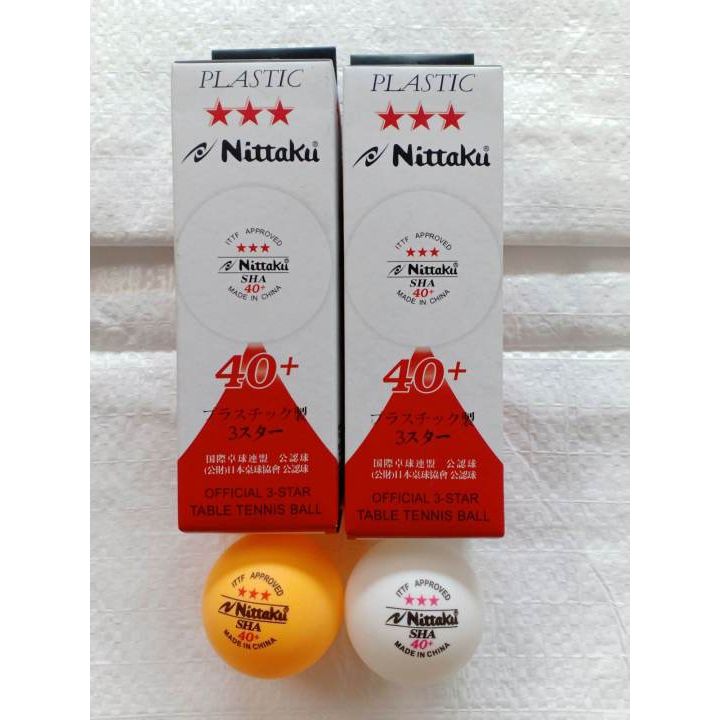 PLASTIC
★★★
Nittaku®
ITTF APPROVED
★★★
Nittaku®
SHA
40+
MADE IN CHINA
40+
プラスチック製
3スター
国際卓球連盟 公認球
(公財)日本卓球協會公認球
OFFICIAL 3-STAR
TABLE TENNIS BALL
PLASTIC
★★★
Nittaku®
ITTF APPROVED
★★★
Nittaku®
SHA
40+
MADE IN CHINA
40+
プラスチック製
3スター
国際卓球連盟 公認球
(公財)日本卓球協會公認球
OFFICIAL 3-STAR
TABLE TENNIS BALL
ITTF APPROVED
★★★
Nittaku®
SHA
40+
MADE IN CHINA
ITTF APPROVED
★★★
Nittaku®
SHA
40+
MADE IN CHINA